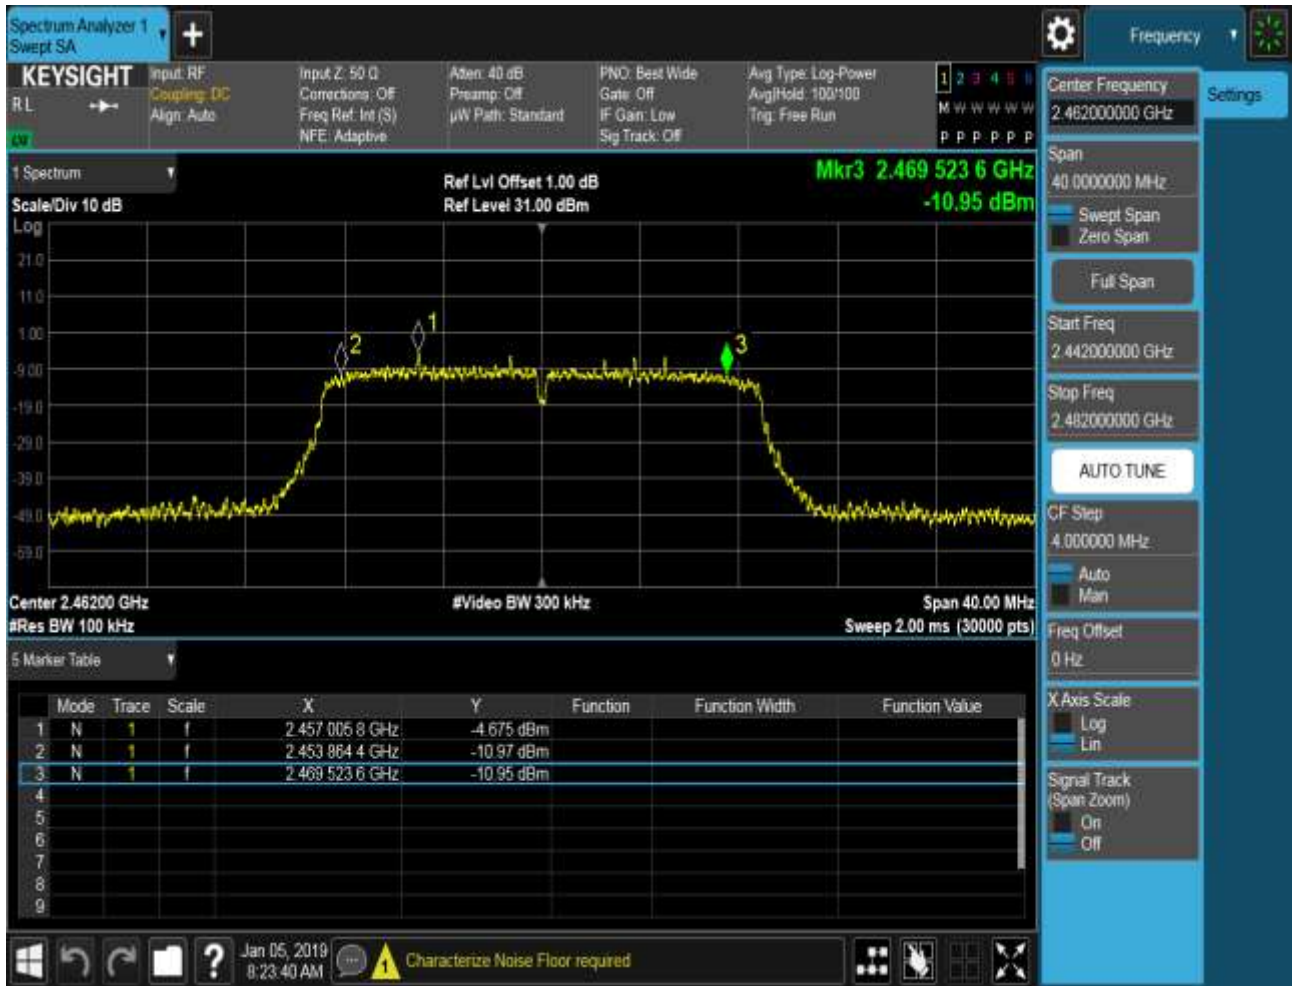 Spectrum Analyzer 1
Swept SA
+
Frequency
KEYSIGHT
R L
LXI
Input: RF
Coupling: DC
Align: Auto
Input Z: 50 Ω
Corrections: Off
Freq Ref: Int (S)
NFE: Adaptive
Atten: 40 dB
Preamp: Off
µW Path: Standard
PNO: Best Wide
Gate: Off
IF Gain: Low
Sig Track: Off
Avg Type: Log-Power
Avg|Hold: 100/100
Trig: Free Run
1 2 3 4 5 6
M W W W W W
P P P P P P
1 Spectrum
Scale/Div 10 dB
Log
Ref Lvl Offset 1.00 dB
Ref Level 31.00 dBm
Mkr3 2.469 523 6 GHz
-10.95 dBm
21.0
11.0
1.00
-9.00
-19.0
-29.0
-39.0
-49.0
-59.0
1
2
3
Center 2.46200 GHz
#Video BW 300 kHz
Span 40.00 MHz
#Res BW 100 kHz
Sweep 2.00 ms (30000 pts)
5 Marker Table
Mode Trace Scale X Y Function Function Width Function Value
1 N 1 f 2.457 005 8 GHz -4.675 dBm
2 N 1 f 2.453 864 4 GHz -10.97 dBm
3 N 1 f 2.469 523 6 GHz -10.95 dBm
4
5
6
7
8
9
Center Frequency
2.462000000 GHz
Settings
Span
40.0000000 MHz
Swept Span
Zero Span
Full Span
Start Freq
2.442000000 GHz
Stop Freq
2.482000000 GHz
AUTO TUNE
CF Step
4.000000 MHz
Auto
Man
Freq Offset
0 Hz
X Axis Scale
Log
Lin
Signal Track
(Span Zoom)
On
Off
?
Jan 05, 2019
8:23:40 AM
1
Characterize Noise Floor required